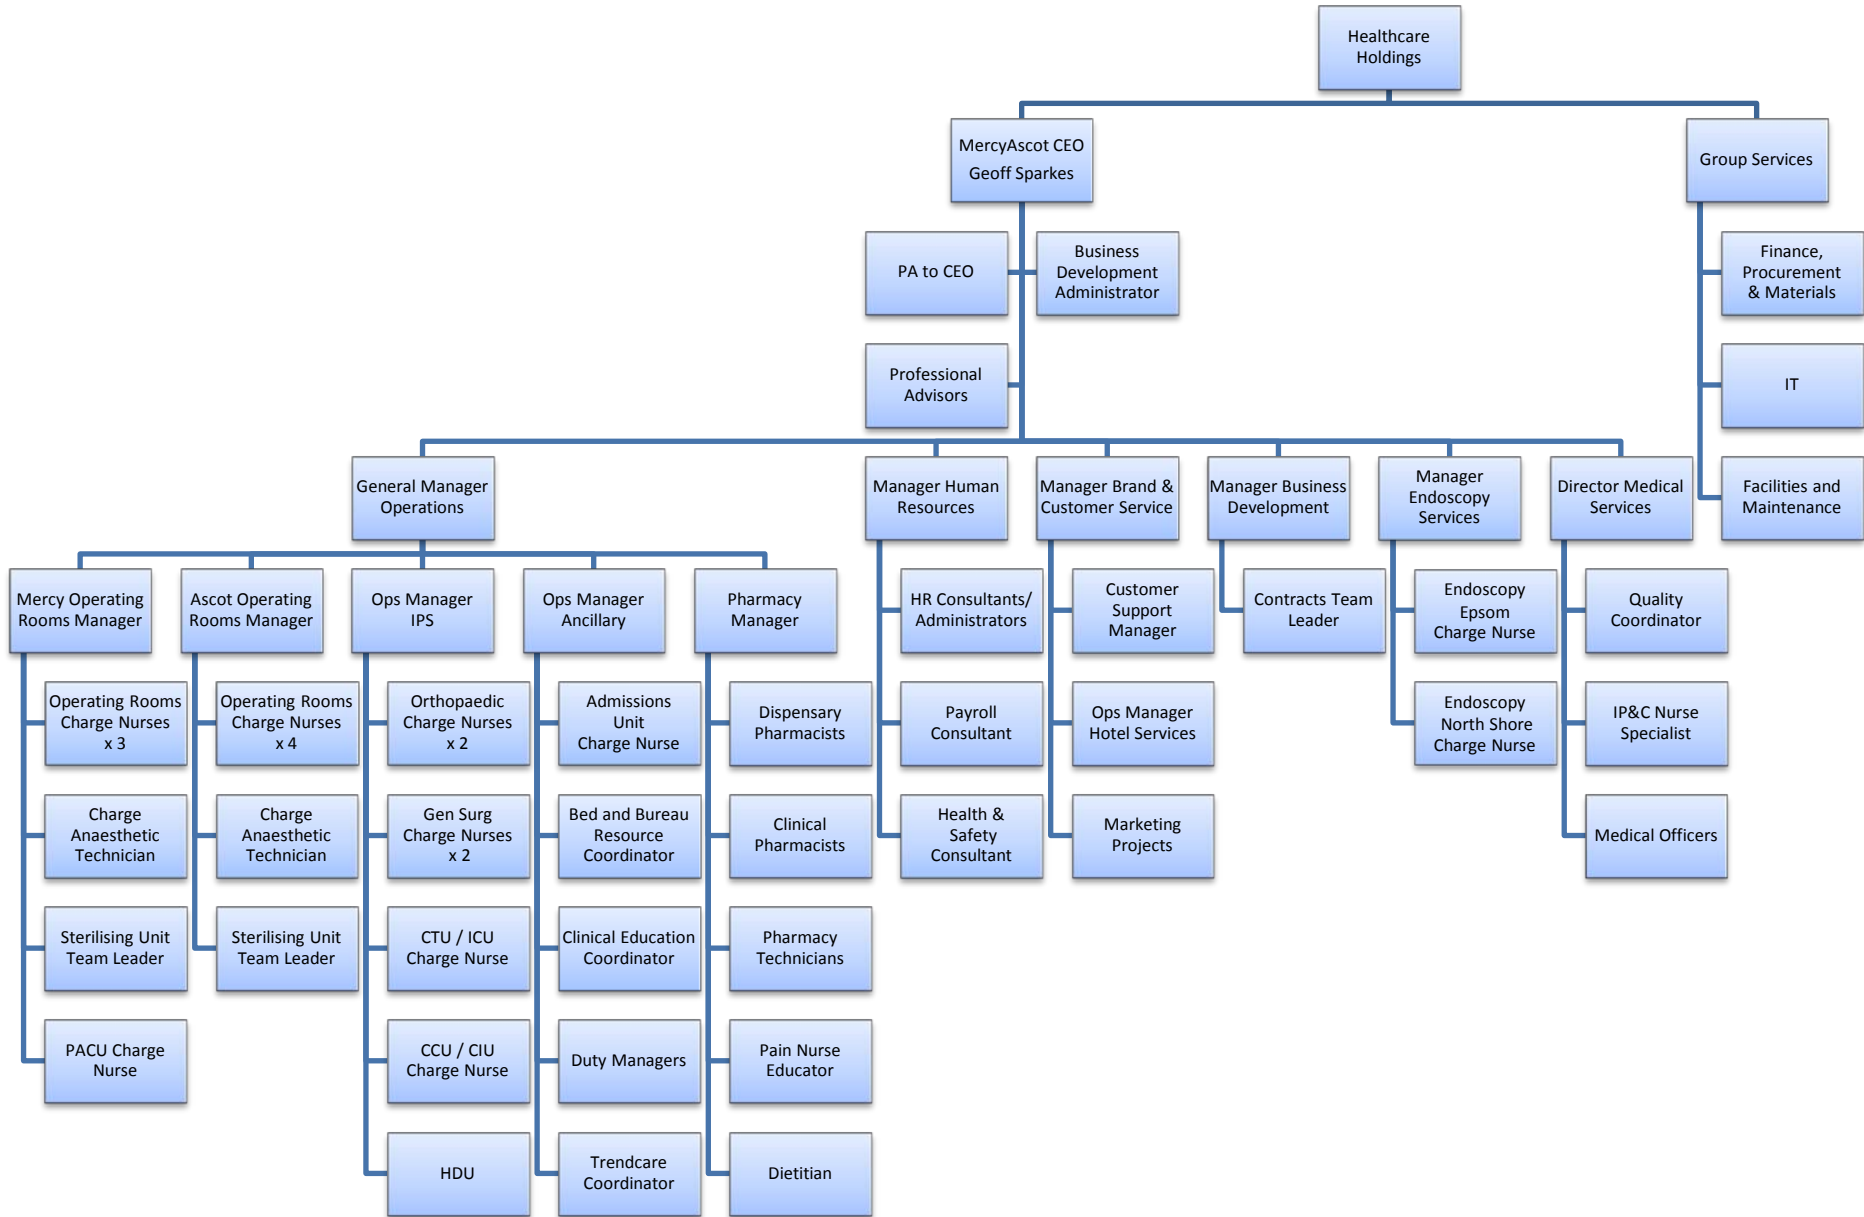 Healthcare
Holdings
MercyAscot CEO
Geoff Sparkes
Group Services
PA to CEO
Business
Development
Administrator
Finance,
Procurement
& Materials
Professional
Advisors
IT
General Manager
Operations
Manager Human
Resources
Manager Brand &
Customer Service
Manager Business
Development
Manager
Endoscopy
Services
Director Medical
Services
Facilities and
Maintenance
Mercy Operating
Rooms Manager
Ascot Operating
Rooms Manager
Ops Manager
IPS
Ops Manager
Ancillary
Pharmacy
Manager
HR Consultants/
Administrators
Customer
Support
Manager
Contracts Team
Leader
Endoscopy
Epsom
Charge Nurse
Quality
Coordinator
Operating Rooms
Charge Nurses
x 3
Operating Rooms
Charge Nurses
x 4
Orthopaedic
Charge Nurses
x 2
Admissions
Unit
Charge Nurse
Dispensary
Pharmacists
Payroll
Consultant
Ops Manager
Hotel Services
Endoscopy
North Shore
Charge Nurse
IP&C Nurse
Specialist
Charge
Anaesthetic
Technician
Charge
Anaesthetic
Technician
Gen Surg
Charge Nurses
x 2
Bed and Bureau
Resource
Coordinator
Clinical
Pharmacists
Health &
Safety
Consultant
Marketing
Projects
Medical Officers
Sterilising Unit
Team Leader
Sterilising Unit
Team Leader
CTU / ICU
Charge Nurse
Clinical Education
Coordinator
Pharmacy
Technicians
PACU Charge
Nurse
CCU / CIU
Charge Nurse
Duty Managers
Pain Nurse
Educator
HDU
Trendcare
Coordinator
Dietitian